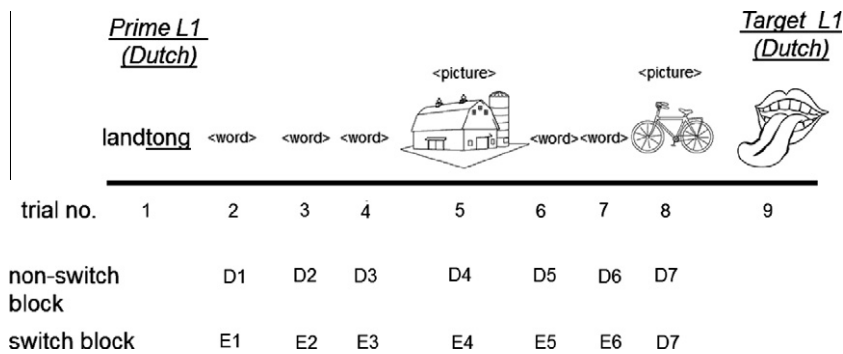 Prime L1
(Dutch)
Target L1
(Dutch)
<picture>
<picture>
landtong <word> <word> <word> <word> <word>
trial no. 1 2 3 4 5 6 7 8 9
non-switch
block
D1 D2 D3 D4 D5 D6 D7
switch block E1 E2 E3 E4 E5 E6 D7